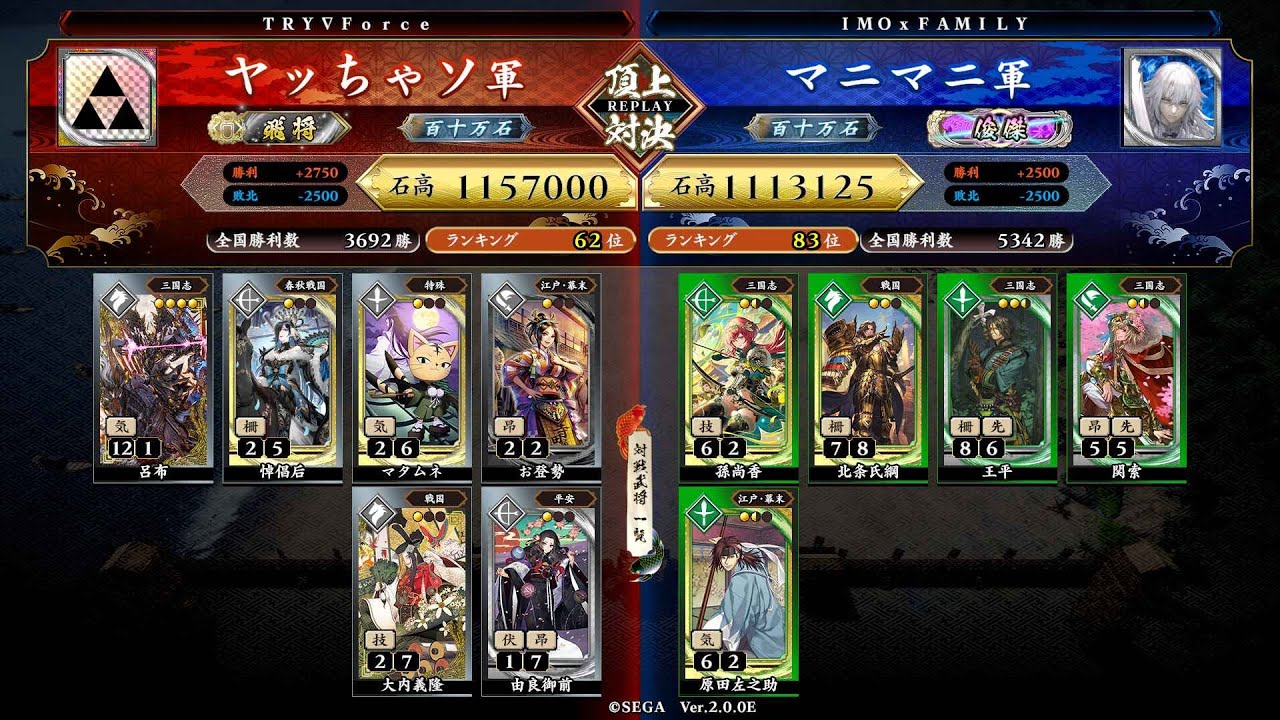 TRY∇Force
IMOxFAMILY
ヤッちゃソ軍
頂上
REPLAY
対決
マニマニ軍
飛将
百十万石
百十万石
俊傑
勝利 +2750
敗北 -2500
石高 1157000
石高 1113125
勝利 +2500
敗北 -2500
全国勝利数 3692勝
ランキング 62位
ランキング 83位
全国勝利数 5342勝
三国志
気
12 1
呂布
春秋戦国
柵
2 5
悼倡后
特殊
気
2 6
マタムネ
江戸・幕末
昂
2 2
お登勢
三国志
技
6 2
孫尚香
戦国
柵
7 8
北条氏綱
三国志
柵 先
8 6
王平
三国志
昂 先
5 5
関索
対戦武将一覧
戦国
技
2 7
大内義隆
平安
伏 昂
1 7
由良御前
江戸・幕末
気
6 2
原田左之助
©SEGA Ver.2.0.0E